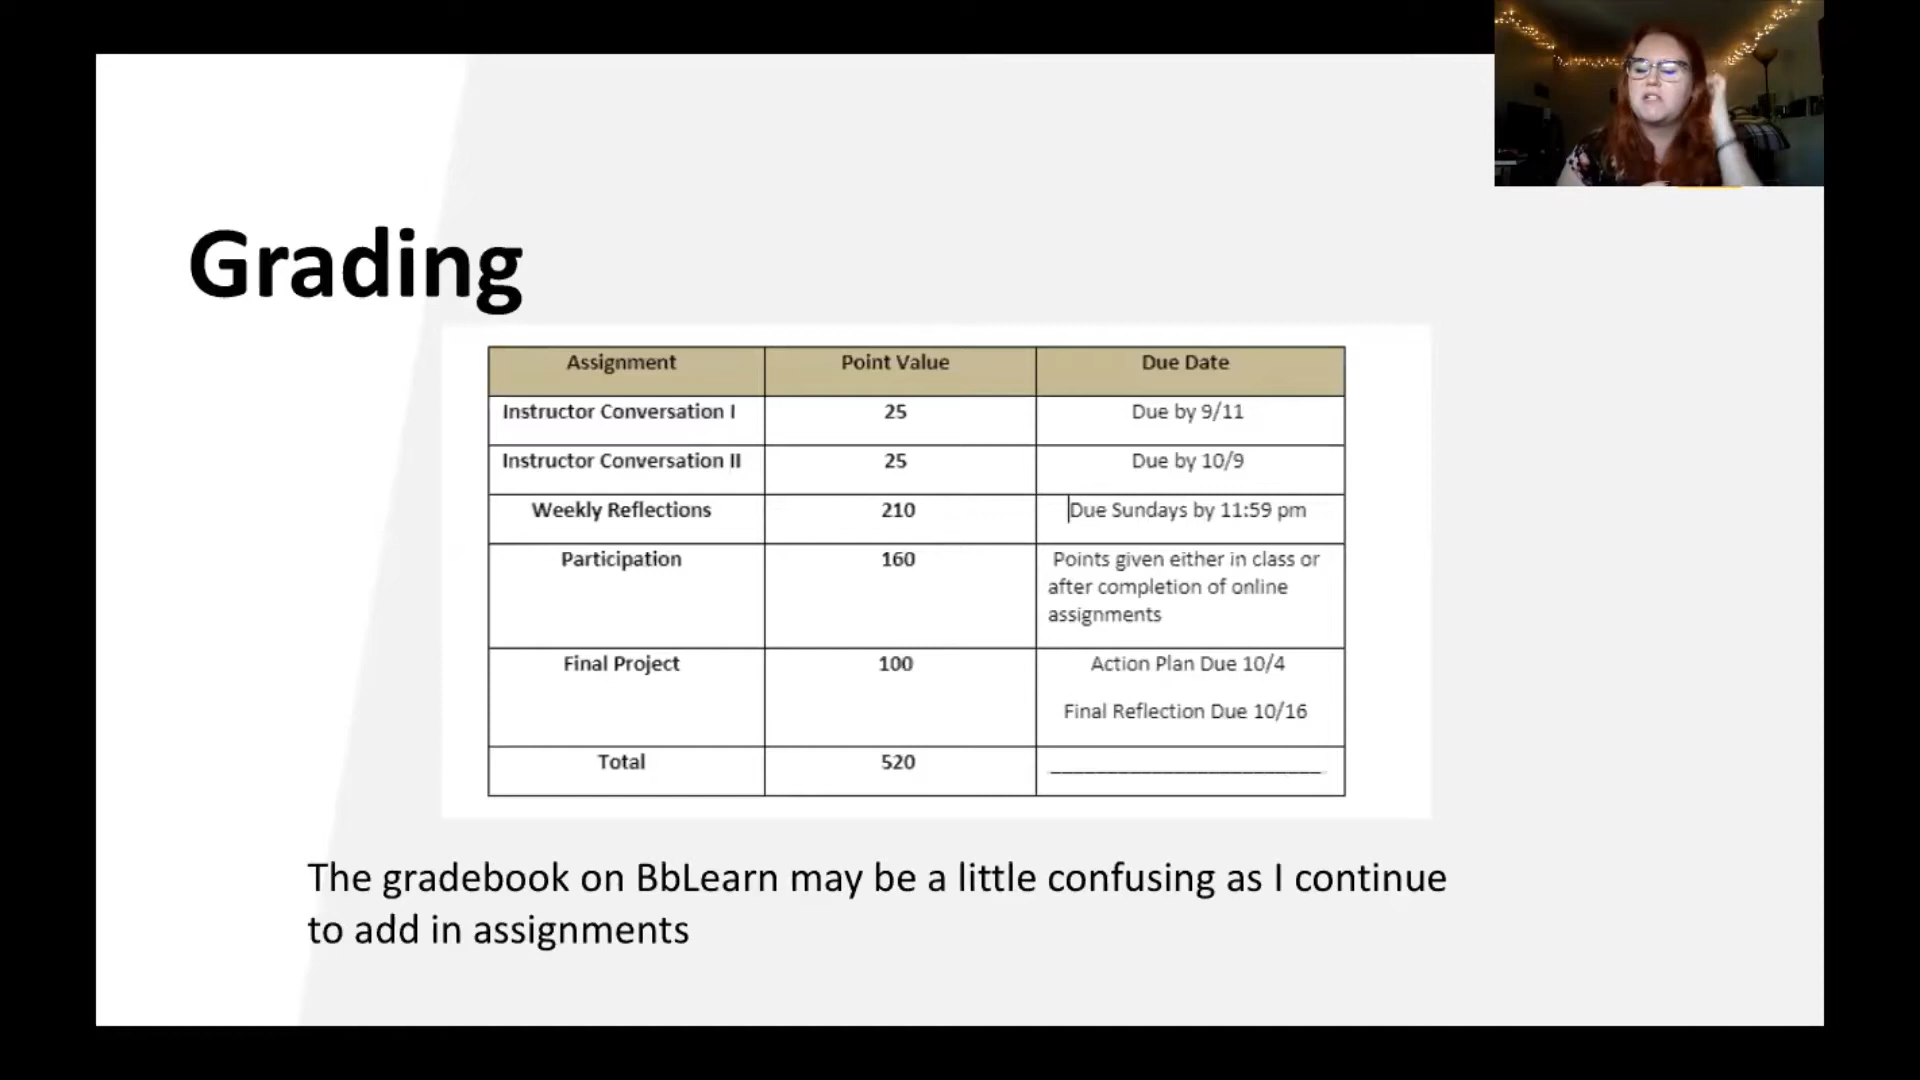 Grading
Assignment Point Value Due Date
Instructor Conversation I 25 Due by 9/11
Instructor Conversation II 25 Due by 10/9
Weekly Reflections 210 Due Sundays by 11:59 pm
Participation 160 Points given either in class or
after completion of online
assignments
Final Project 100 Action Plan Due 10/4
Final Reflection Due 10/16
Total 520
The gradebook on BbLearn may be a little confusing as I continue
to add in assignments